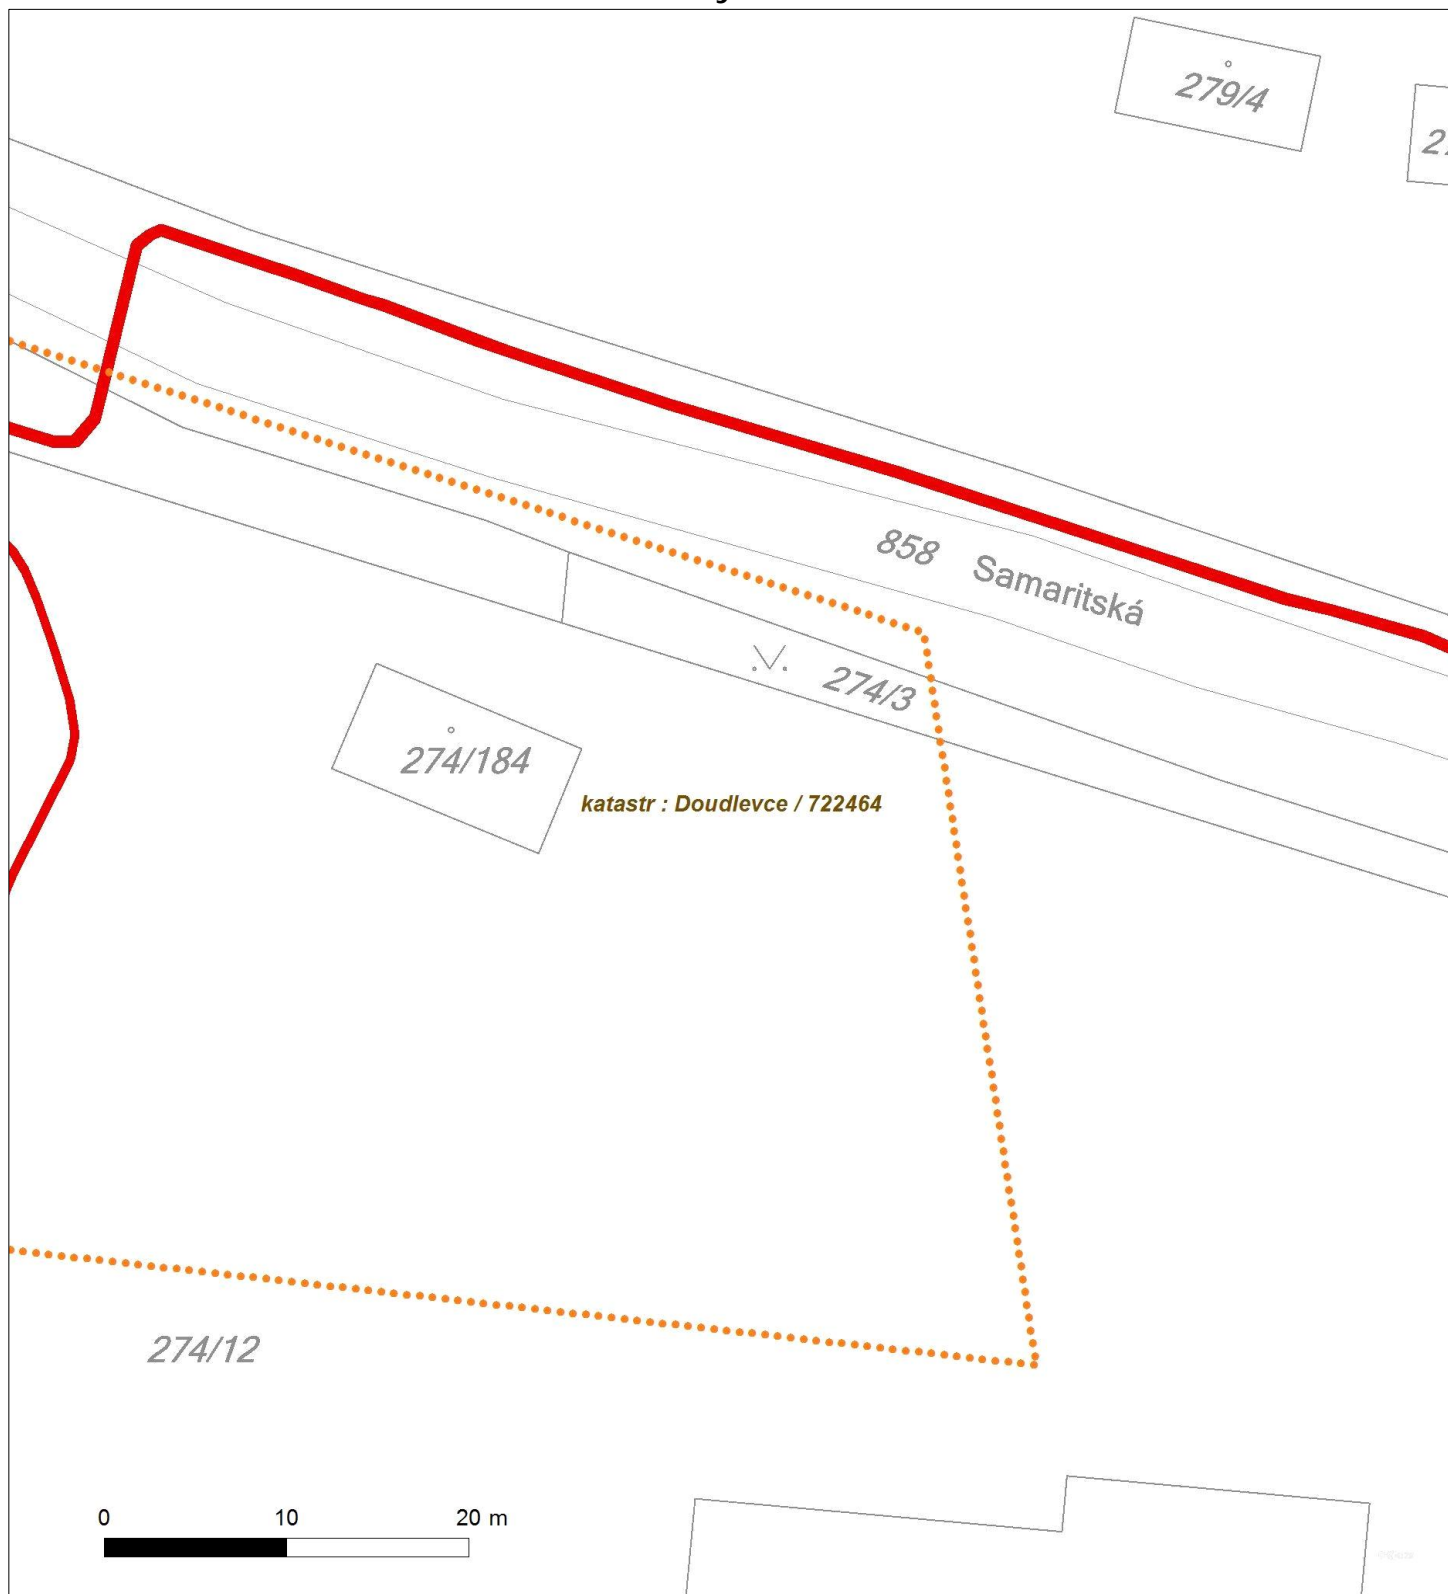 279/4
858 Samaritská
274/3
274/184
katastr : Doudlevce / 722464
274/12
0 10 20 m